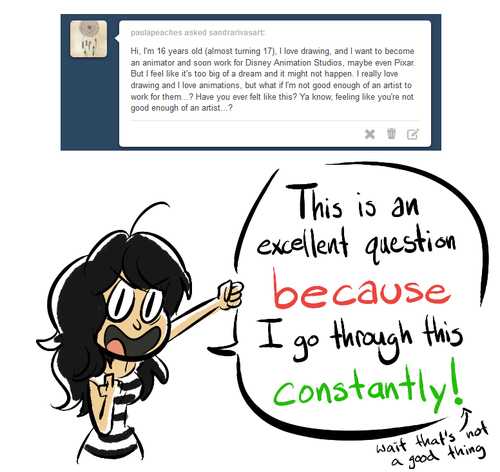 paulapeaches asked sandrarivasart:
Hi, I'm 16 years old (almost turning 17), I love drawing, and I want to become
an animator and soon work for Disney Animation Studios, maybe even Pixar.
But I feel like it's too big of a dream and it might not happen. I really love
drawing and I love animations, but what if I'm not good enough of an artist to
work for them...? Have you ever felt like this? Ya know, feeling like you're not
good enough of an artist...?
This is an
excellent question
because
I go through this
constantly!
wait that's not
a good thing